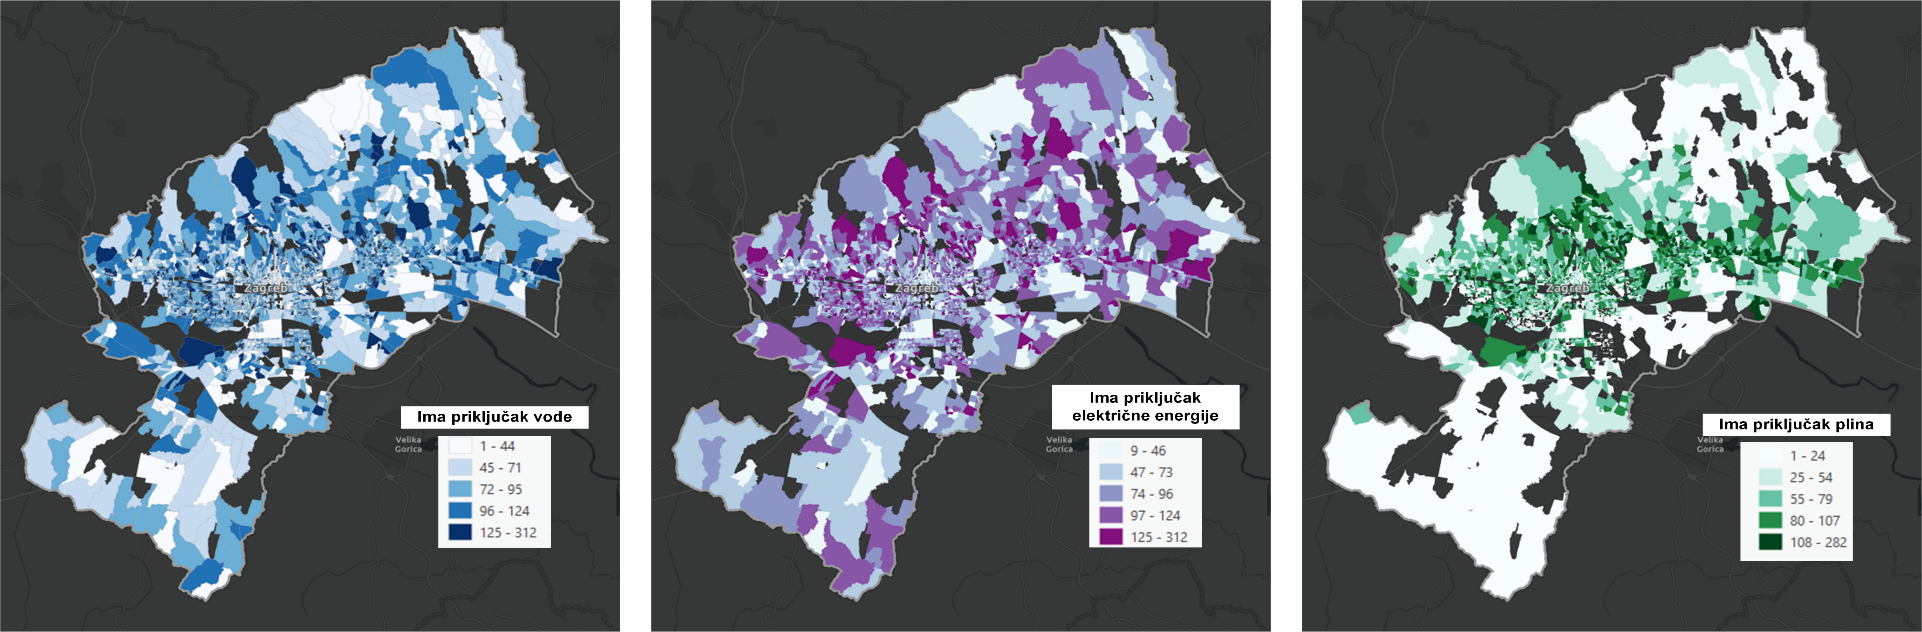 Zagreb
Ima priključak vode
Velika
Gorica
1 - 44
45 - 71
72 - 95
96 - 124
125 - 312
Zagreb
Ima priključak
električne energije
Velika
Gorica
9 - 46
47 - 73
74 - 96
97 - 124
125 - 312
Zagreb
Ima priključak plina
Velika
Gorica
1 - 24
25 - 54
55 - 79
80 - 107
108 - 282